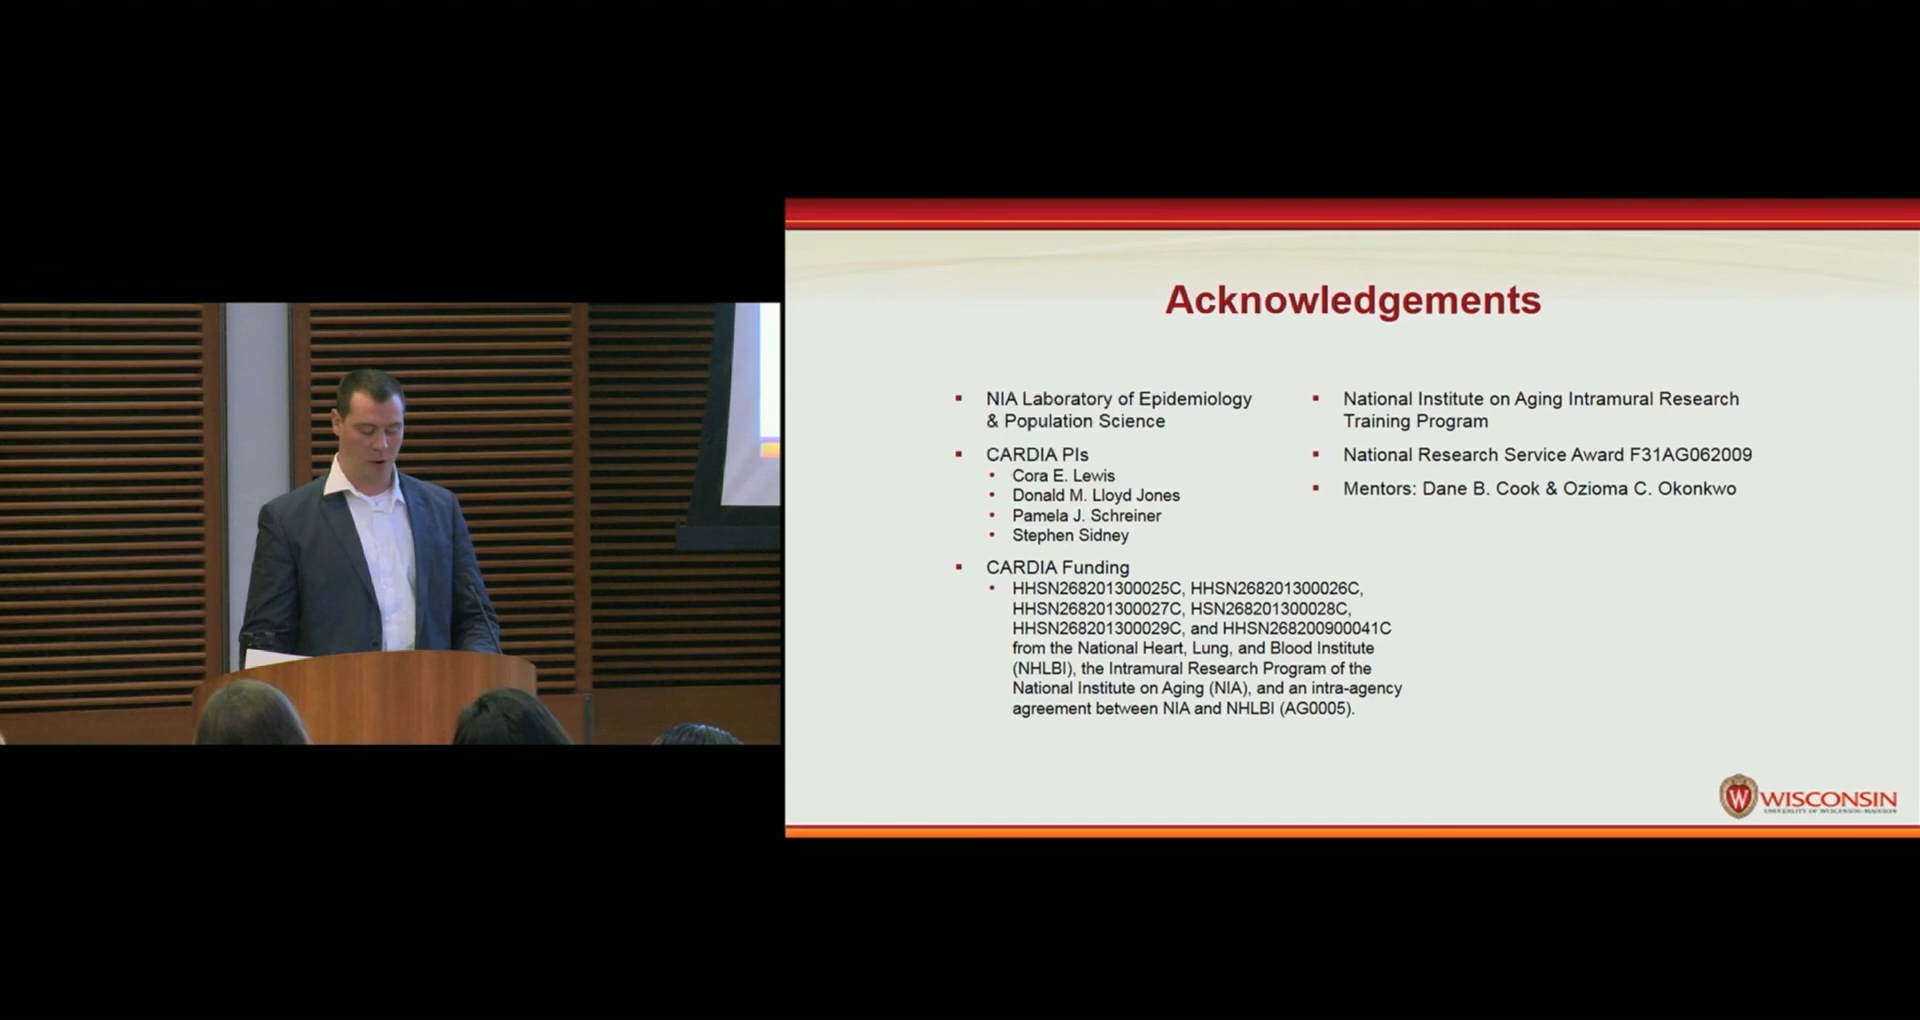 Acknowledgements
NIA Laboratory of Epidemiology
& Population Science
CARDIA PIs
Cora E. Lewis
Donald M. Lloyd Jones
Pamela J. Schreiner
Stephen Sidney
CARDIA Funding
HHSN268201300025C, HHSN268201300026C,
HHSN268201300027C, HSN268201300028C,
HHSN268201300029C, and HHSN268200900041C
from the National Heart, Lung, and Blood Institute
(NHLBI), the Intramural Research Program of the
National Institute on Aging (NIA), and an intra-agency
agreement between NIA and NHLBI (AG0005).
National Institute on Aging Intramural Research
Training Program
National Research Service Award F31AG062009
Mentors: Dane B. Cook & Ozioma C. Okonkwo
W
WISCONSIN
UNIVERSITY OF WISCONSIN-MADISON